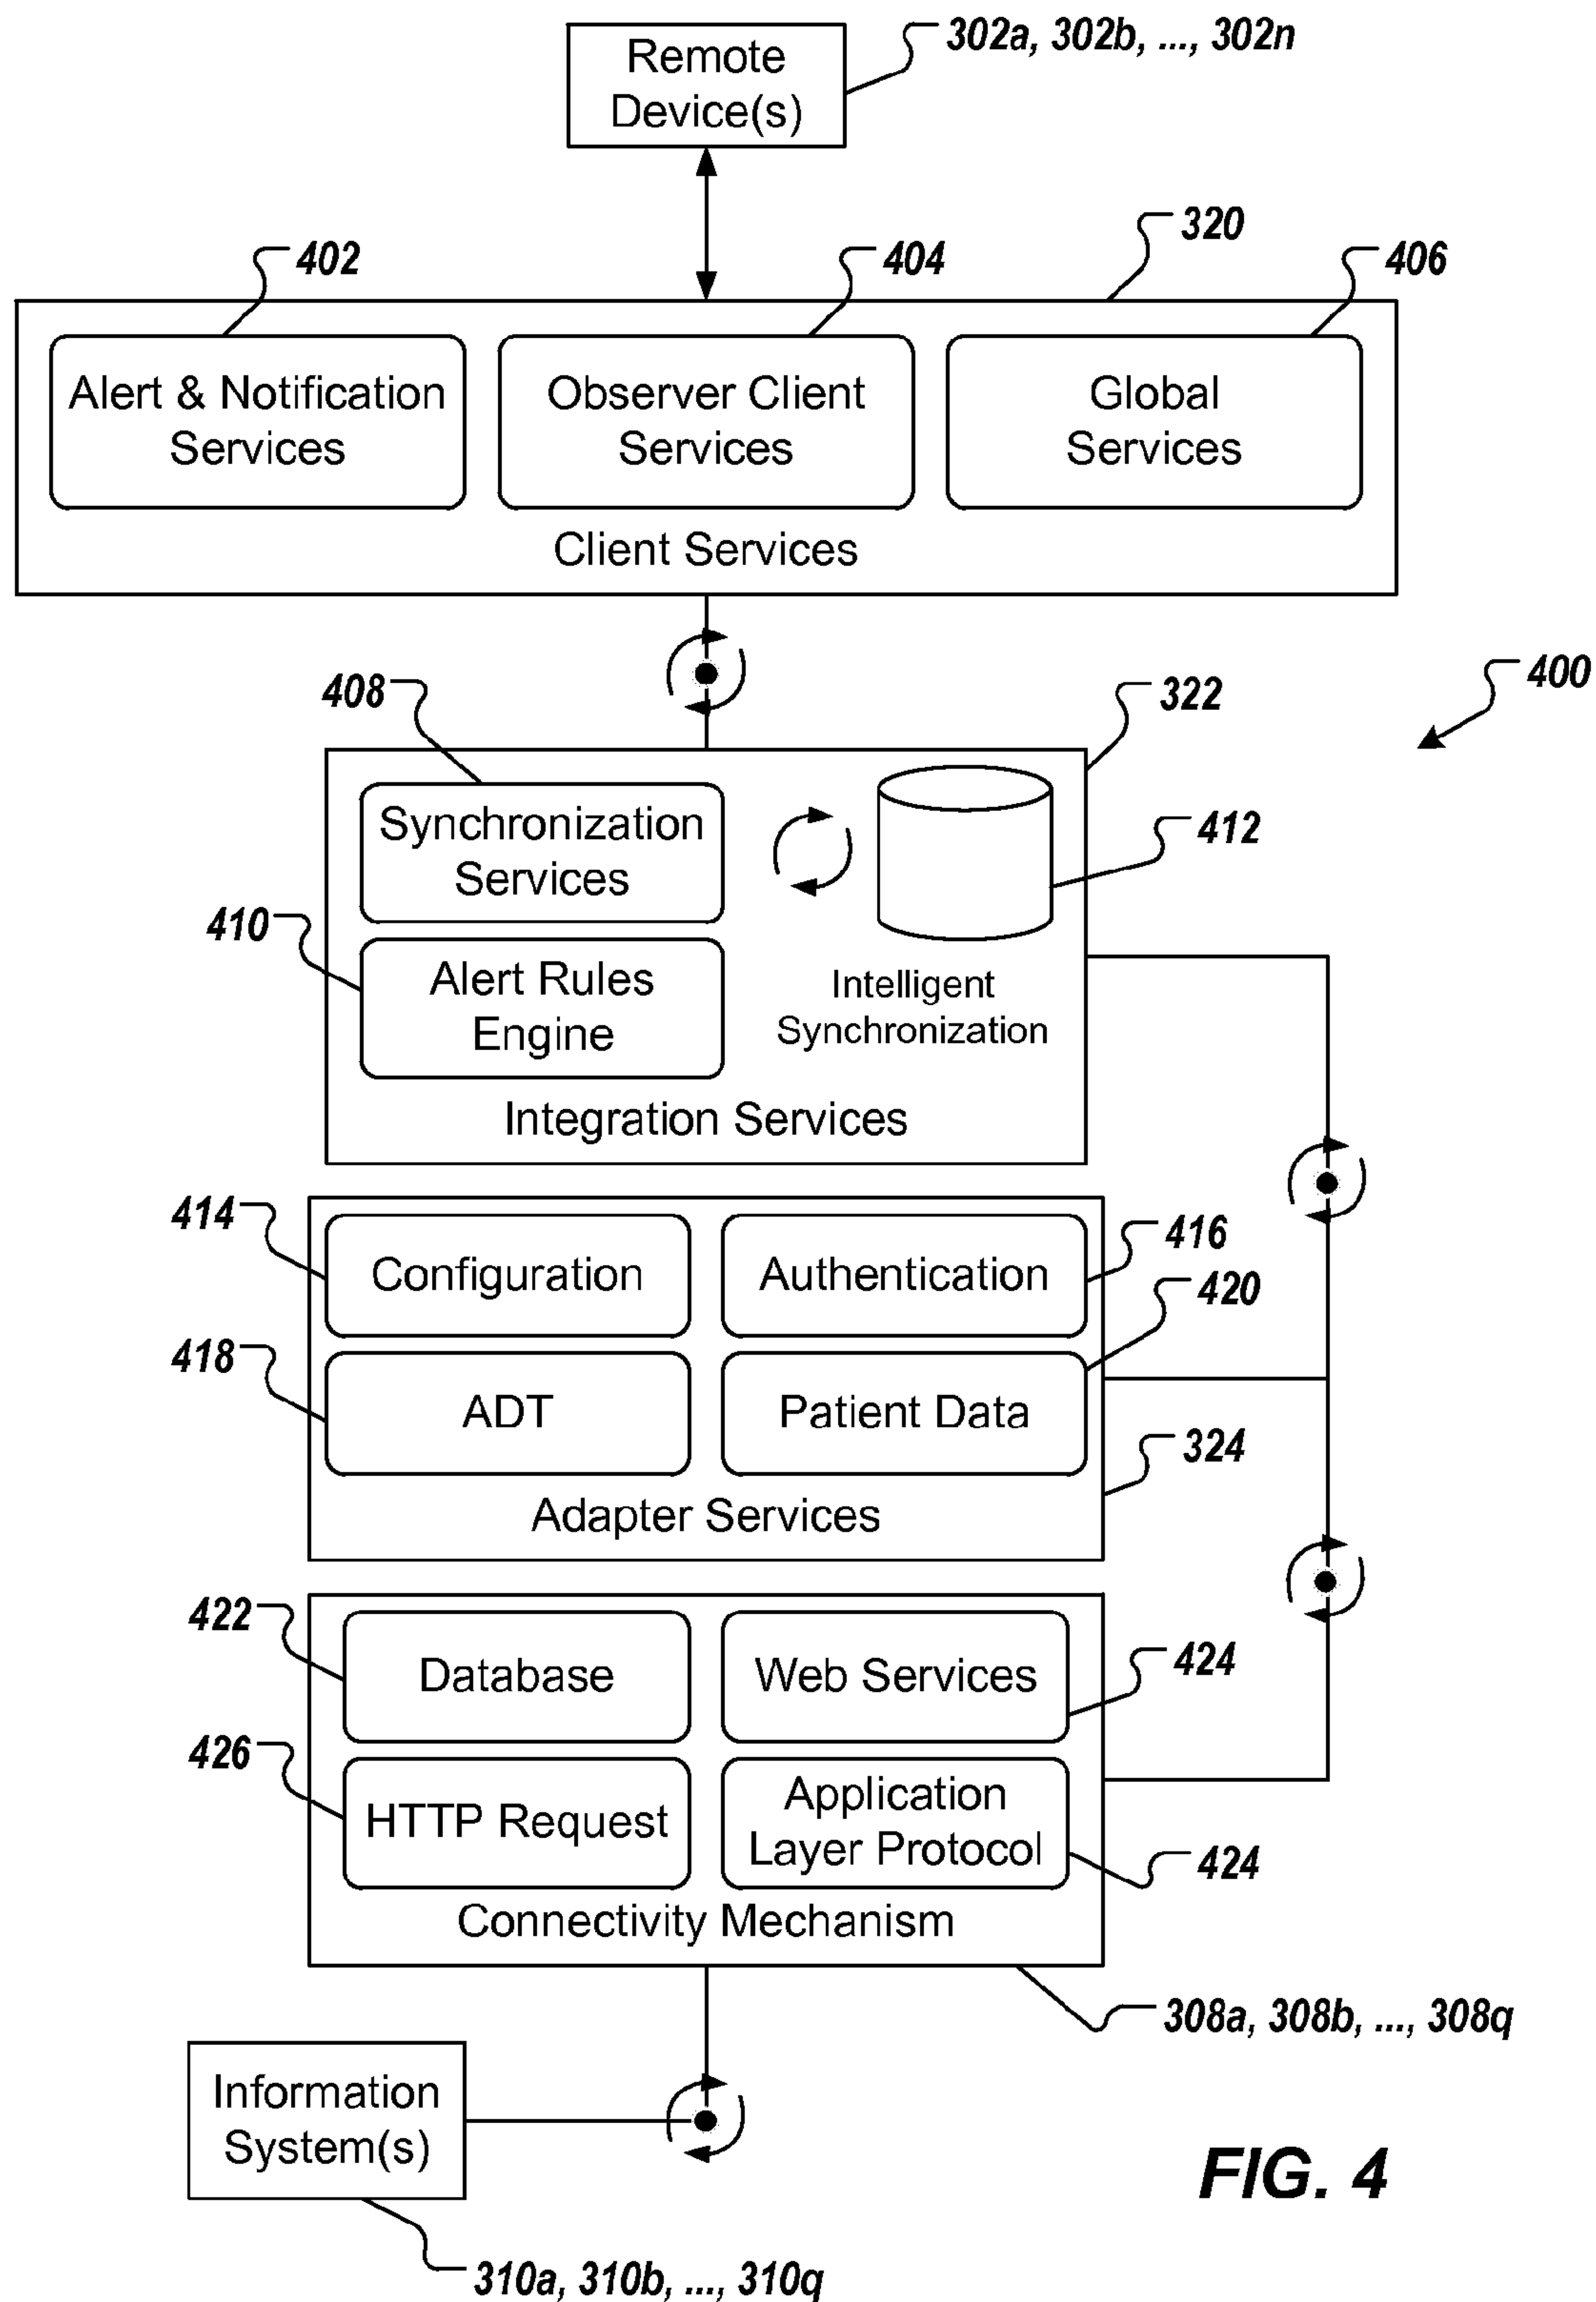 Remote
Device(s)
302a, 302b, ..., 302n
320
402
404
406
Alert & Notification
Services
Observer Client
Services
Global
Services
Client Services
400
408
322
Synchronization
Services
412
410
Alert Rules
Engine
Intelligent
Synchronization
Integration Services
414
Configuration
Authentication
416
420
418
ADT
Patient Data
324
Adapter Services
422
Database
Web Services
424
426
HTTP Request
Application
Layer Protocol
424
Connectivity Mechanism
308a, 308b, ..., 308q
Information
System(s)
310a, 310b, ..., 310q
FIG. 4